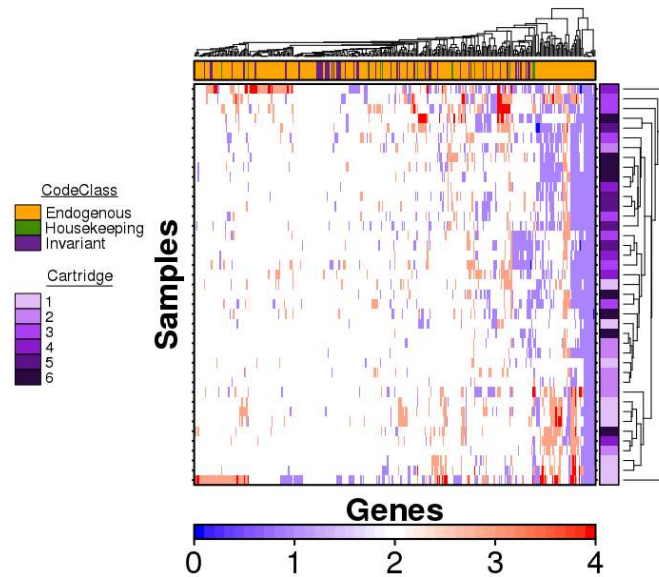 CodeClass
Endogenous
Housekeeping
Invariant
Cartridge
1
2
3
4
5
6
Samples
Genes
0 1 2 3 4